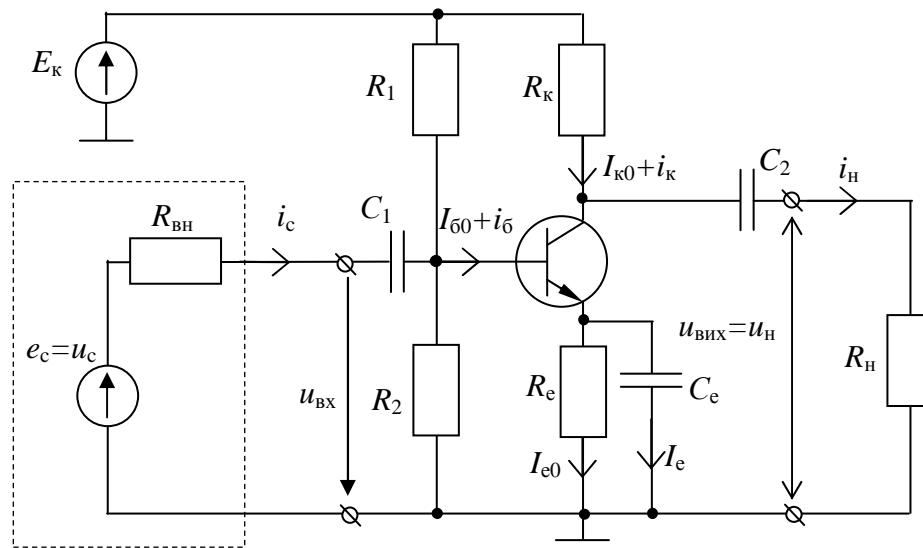 Eк
R1
Rк
Iк0+iк
C2
iн
Rвн
iс
C1
Iб0+iб
eс=uс
uвх
R2
Rе
Cе
uвих=uн
Rн
Iе0
Iе